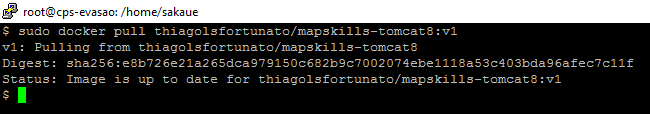 root@cps-evasao: /home/sakaue
$ sudo docker pull thiagolsfortunato/mapskills-tomcat8:v1
v1: Pulling from thiagolsfortunato/mapskills-tomcat8
Digest: sha256:e8b726e21a265dca979150c682b9c7002074ebe1118a53c403bda96afec7c11f
Status: Image is up to date for thiagolsfortunato/mapskills-tomcat8:v1
$